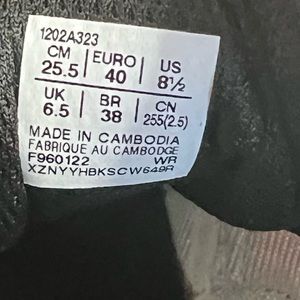 1202A323
CM EURO US
25.5 40 8½
UK BR CN
6.5 38 255(2.5)
MADE IN CAMBODIA
FABRIQUE AU CAMBODGE
F960122 WR
XZNYYHBKSCW649R